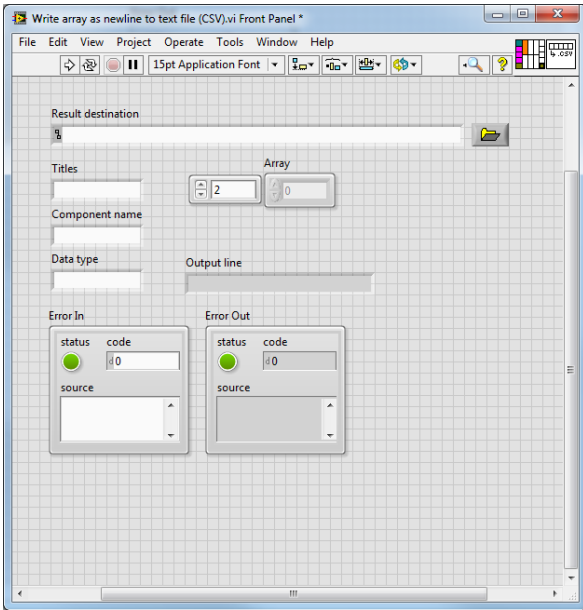 Write array as newline to text file (CSV).vi Front Panel *
File Edit View Project Operate Tools Window Help
15pt Application Font
.csv
Result destination
Titles
Array
2
0
Component name
Data type
Output line
Error In
Error Out
status code
d 0
source
status code
d 0
source